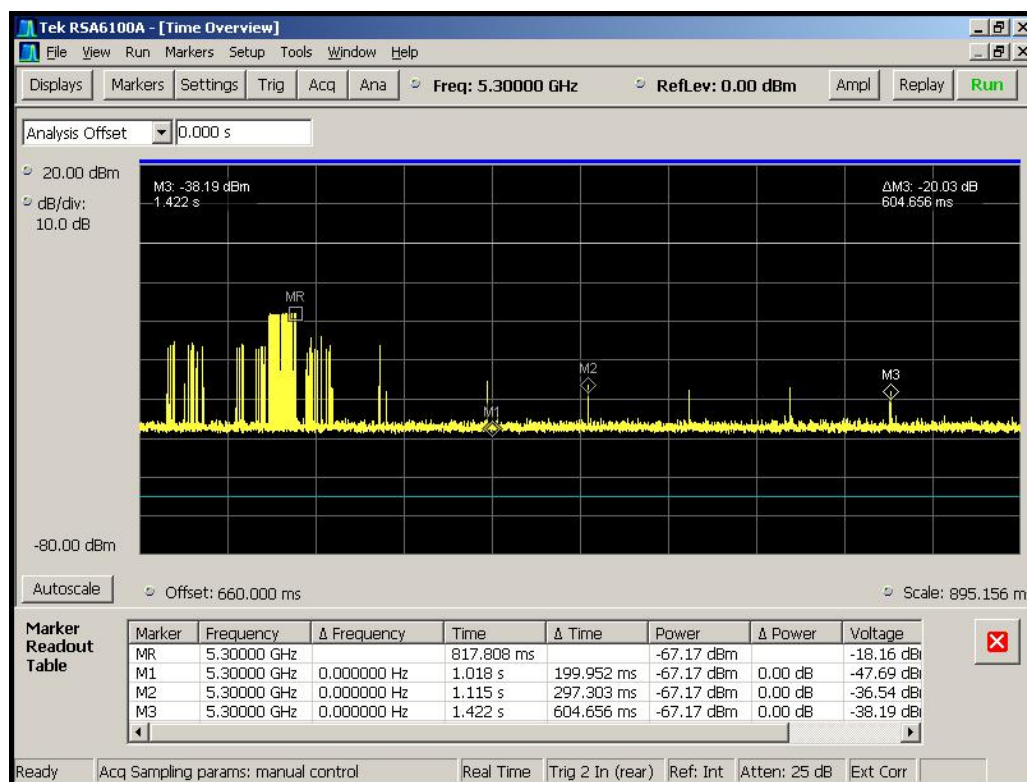 Tek RSA6100A - [Time Overview]
File View Run Markers Setup Tools Window Help
Displays Markers Settings Trig Acq Ana Freq: 5.30000 GHz RefLev: 0.00 dBm Ampl Replay Run
Analysis Offset 0.000 s
20.00 dBm
dB/div:
10.0 dB
M3: -38.19 dBm
1.422 s
ΔM3: -20.03 dB
604.656 ms
MR
M2
M3
M1
-80.00 dBm
Autoscale Offset: 660.000 ms Scale: 895.156 m
Marker
Readout
Table
Marker Frequency Δ Frequency Time Δ Time Power Δ Power Voltage
MR 5.30000 GHz 817.808 ms -67.17 dBm -18.16 dB
M1 5.30000 GHz 0.000000 Hz 1.018 s 199.952 ms -67.17 dBm 0.00 dB -47.69 dB
M2 5.30000 GHz 0.000000 Hz 1.115 s 297.303 ms -67.17 dBm 0.00 dB -36.54 dB
M3 5.30000 GHz 0.000000 Hz 1.422 s 604.656 ms -67.17 dBm 0.00 dB -38.19 dB
Ready Acq Sampling params: manual control Real Time Trig 2 In (rear) Ref: Int Atten: 25 dB Ext Corr